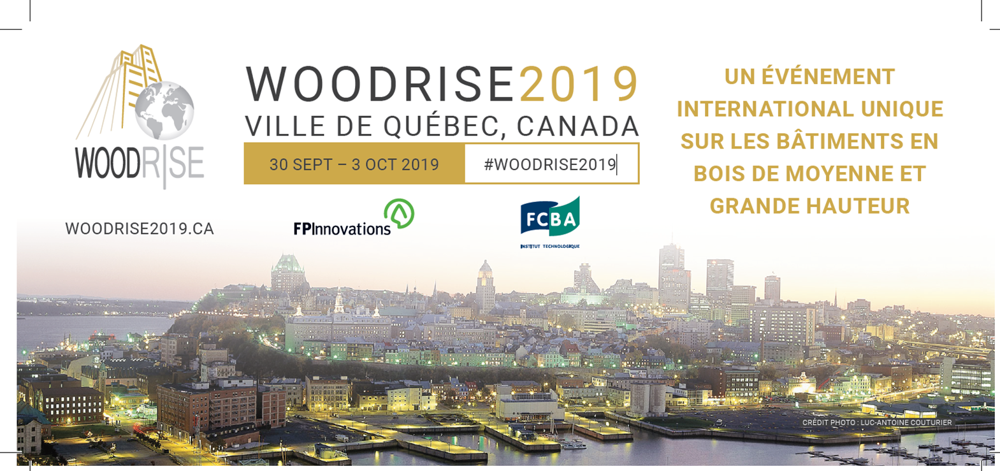 WOODRISE
WOODRISE2019.CA
WOODRISE2019
VILLE DE QUÉBEC, CANADA
30 SEPT – 3 OCT 2019
#WOODRISE2019
FPInnovations
FCBA
INSTITUT TECHNOLOGIQUE
UN ÉVÉNEMENT
INTERNATIONAL UNIQUE
SUR LES BÂTIMENTS EN
BOIS DE MOYENNE ET
GRANDE HAUTEUR
CRÉDIT PHOTO : LUC-ANTOINE COUTURIER